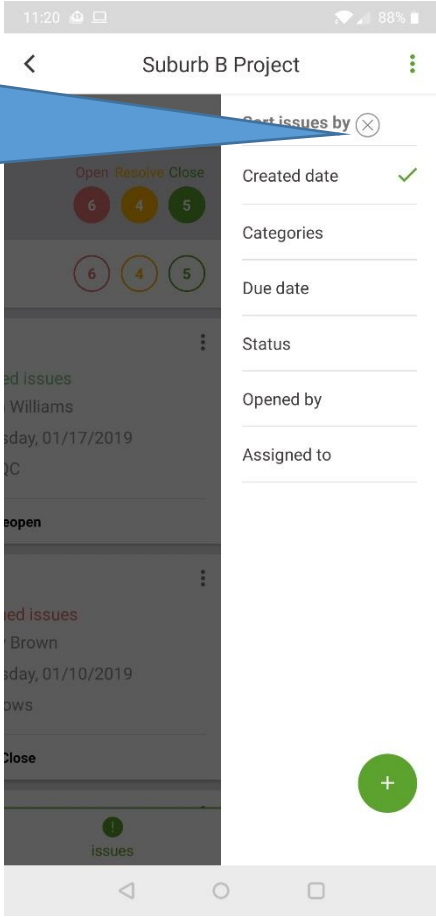 11:20 88%
Suburb B Project
issues by
Open Resolve Close
6 4 5
6 4 5
Created date
Categories
Due date
Status
Opened by
Assigned to
ed issues
Williams
sday, 01/17/2019
QC
eopen
ned issues
Brown
sday, 01/10/2019
ows
Close
+
issues